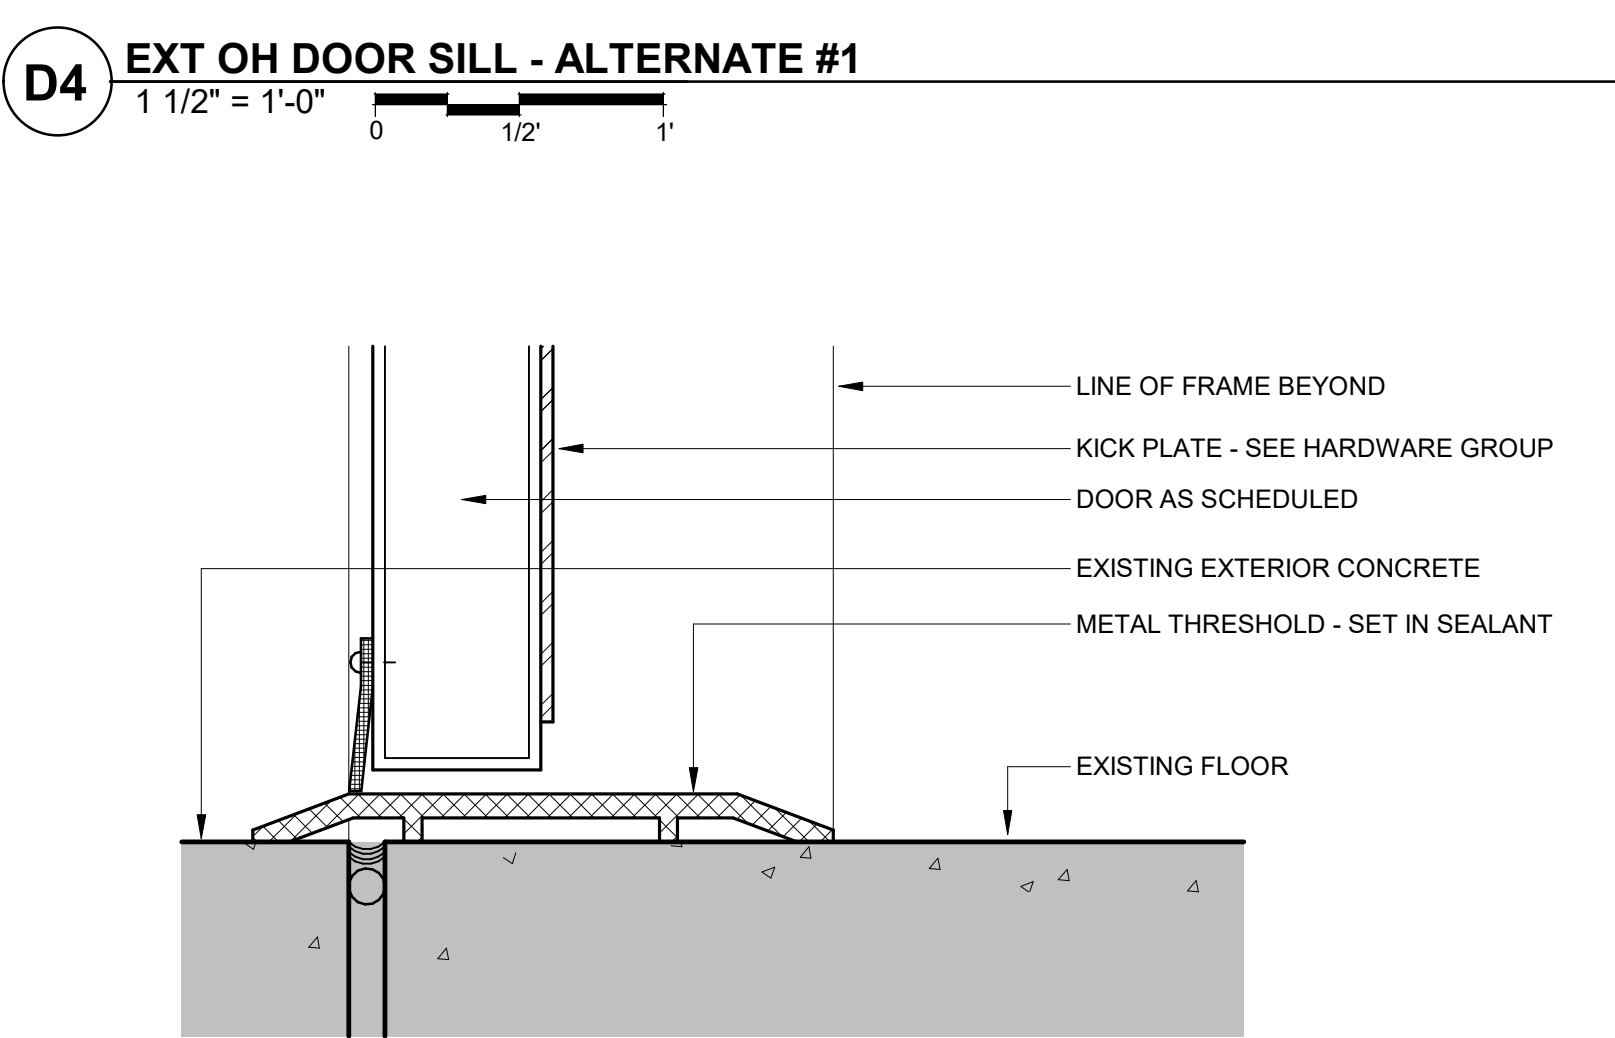 D4
EXT OH DOOR SILL - ALTERNATE #1
1 1/2" = 1'-0"
0 1/2' 1'
LINE OF FRAME BEYOND
KICK PLATE - SEE HARDWARE GROUP
DOOR AS SCHEDULED
EXISTING EXTERIOR CONCRETE
METAL THRESHOLD - SET IN SEALANT
EXISTING FLOOR